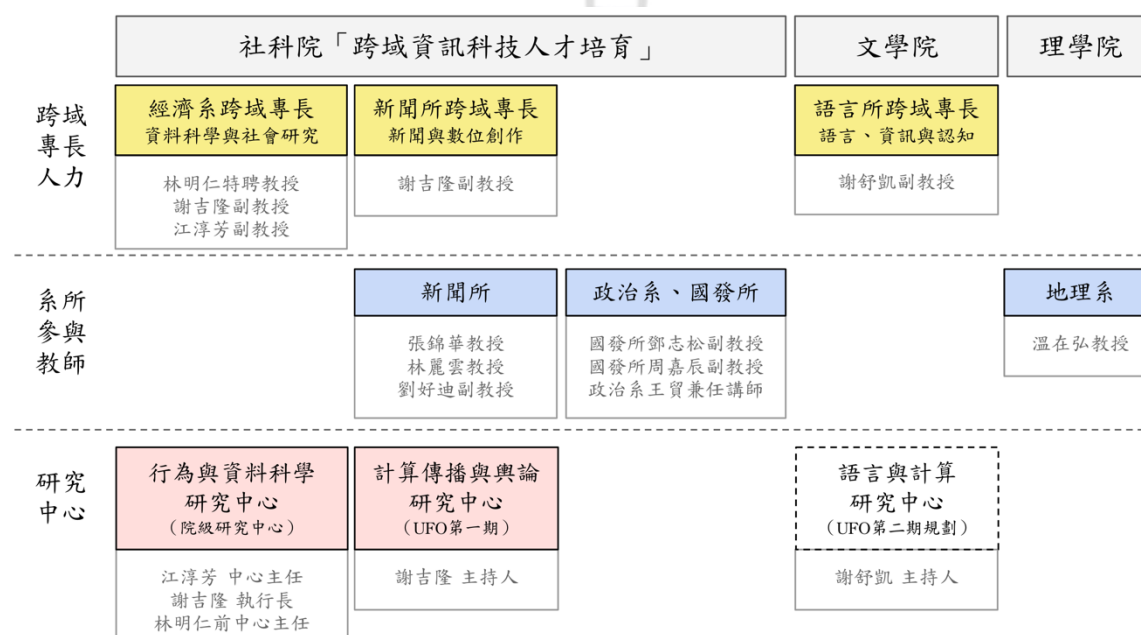 社科院「跨域資訊科技人才培育」
文學院
理學院
跨域
專長
人力
經濟系跨域專長
資料科學與社會研究
林明仁特聘教授
謝吉隆副教授
江淳芳副教授
新聞所跨域專長
新聞與數位創作
謝吉隆副教授
語言所跨域專長
語言、資訊與認知
謝舒凱副教授
系所
參與
教師
新聞所
張錦華教授
林麗雲教授
劉好迪副教授
政治系、國發所
國發所鄧志松副教授
國發所周嘉辰副教授
政治系王貿兼任講師
地理系
溫在弘教授
研究
中心
行為與資料科學
研究中心
（院級研究中心）
江淳芳 中心主任
謝吉隆 執行長
林明仁前中心主任
計算傳播與輿論
研究中心
（UFO第一期）
謝吉隆 主持人
語言與計算
研究中心
（UFO第二期規劃）
謝舒凱 主持人